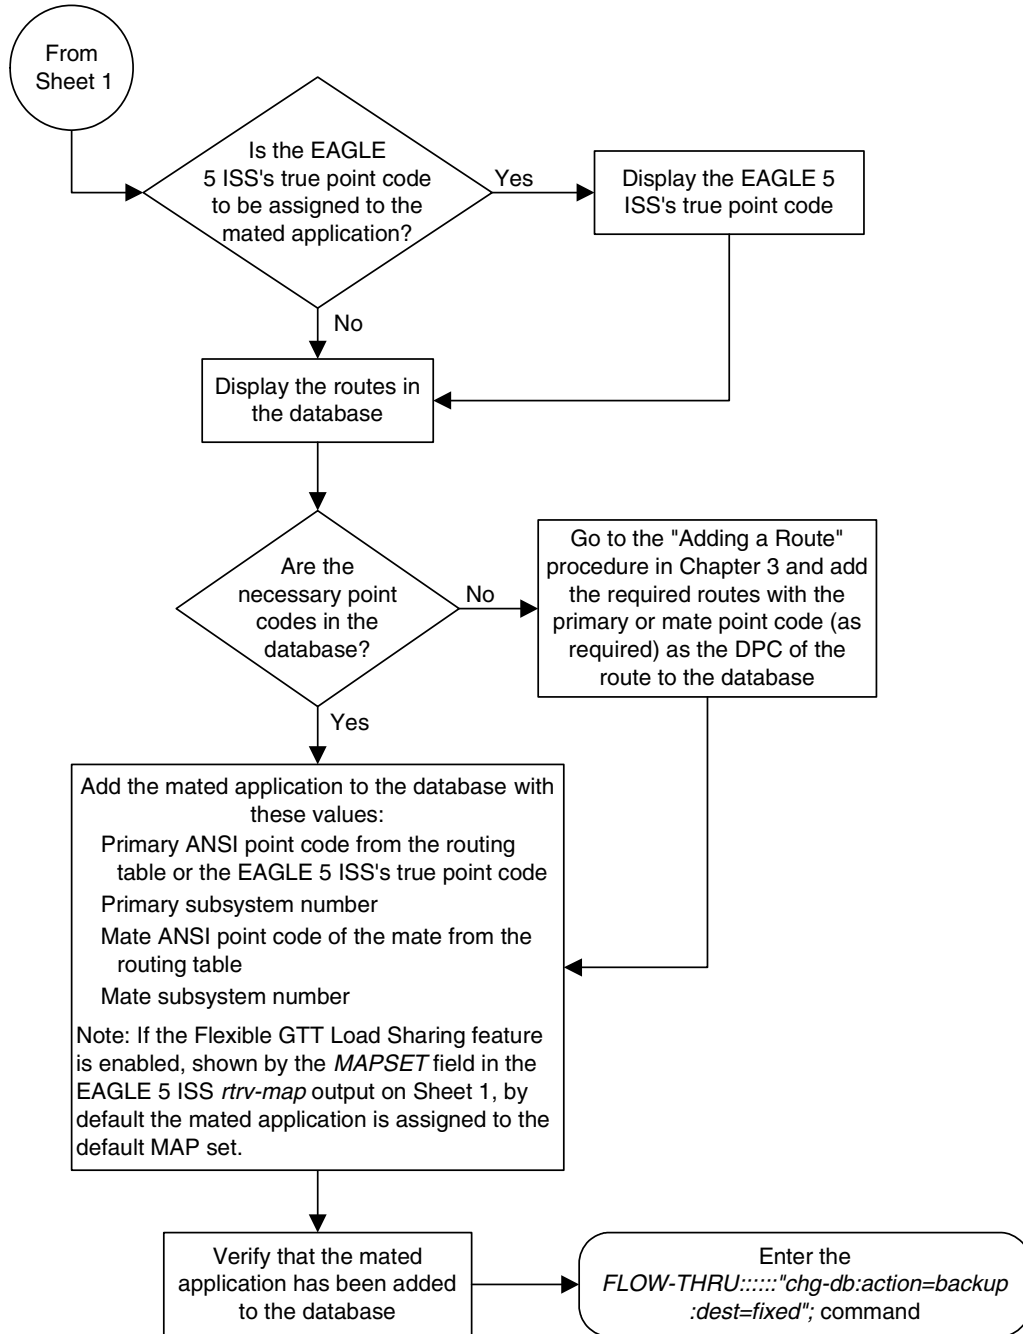 From
Sheet 1
Is the EAGLE
5 ISS's true point code
to be assigned to the
mated application?
Yes
Display the EAGLE 5
ISS's true point code
No
Display the routes in
the database
Are the
necessary point
codes in the
database?
No
Go to the "Adding a Route"
procedure in Chapter 3 and add
the required routes with the
primary or mate point code (as
required) as the DPC of the
route to the database
Yes
Add the mated application to the database with
these values:
Primary ANSI point code from the routing
table or the EAGLE 5 ISS's true point code
Primary subsystem number
Mate ANSI point code of the mate from the
routing table
Mate subsystem number
Note: If the Flexible GTT Load Sharing feature
is enabled, shown by the MAPSET field in the
EAGLE 5 ISS rtrv-map output on Sheet 1, by
default the mated application is assigned to the
default MAP set.
Verify that the mated
application has been added
to the database
Enter the
FLOW-THRU::::::"chg-db:action=backup
:dest=fixed"; command